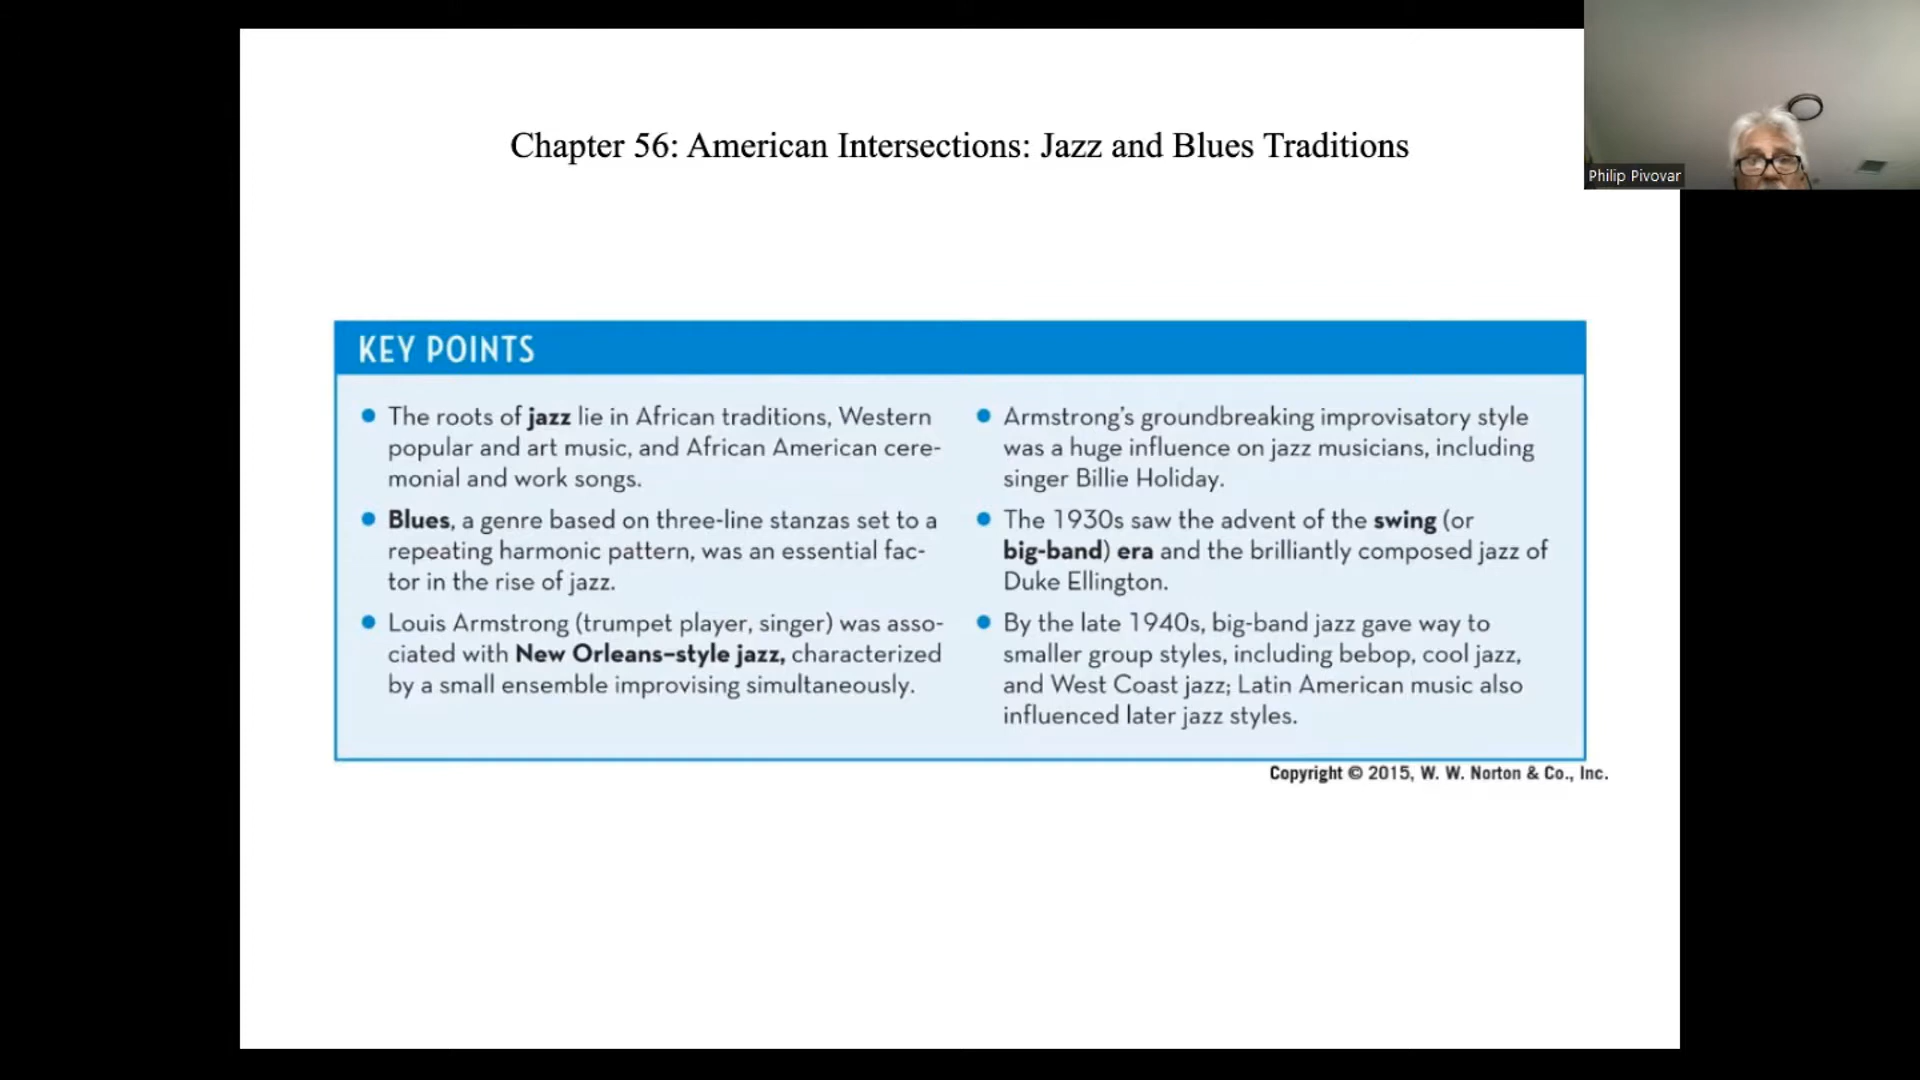 Chapter 56: American Intersections: Jazz and Blues Traditions
Philip Pivovar
KEY POINTS
● The roots of jazz lie in African traditions, Western
popular and art music, and African American cere-
monial and work songs.
● Blues, a genre based on three-line stanzas set to a
repeating harmonic pattern, was an essential fac-
tor in the rise of jazz.
● Louis Armstrong (trumpet player, singer) was asso-
ciated with New Orleans–style jazz, characterized
by a small ensemble improvising simultaneously.
● Armstrong’s groundbreaking improvisatory style
was a huge influence on jazz musicians, including
singer Billie Holiday.
● The 1930s saw the advent of the swing (or
big-band) era and the brilliantly composed jazz of
Duke Ellington.
● By the late 1940s, big-band jazz gave way to
smaller group styles, including bebop, cool jazz,
and West Coast jazz; Latin American music also
influenced later jazz styles.
Copyright © 2015, W. W. Norton & Co., Inc.